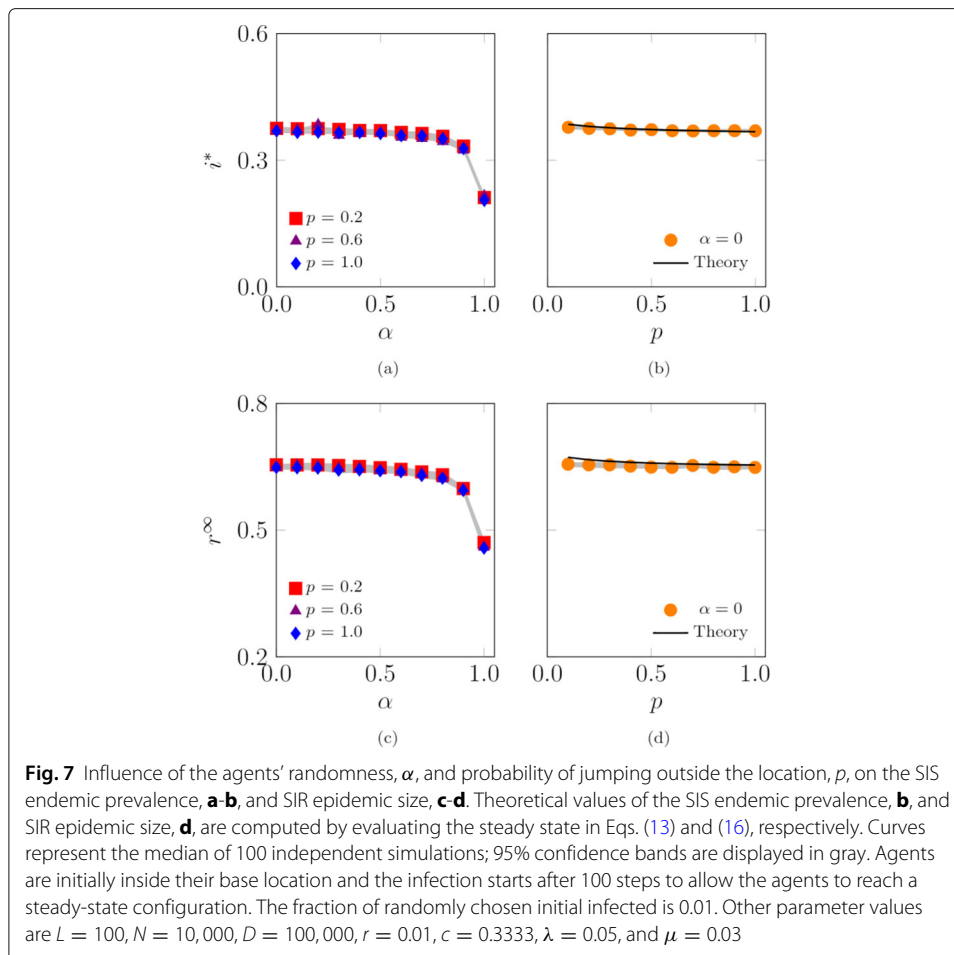 0.6
0.3
0.0
i*
p = 0.2
p = 0.6
p = 1.0
0.0 0.5 1.0
α
(a)
α = 0
Theory
0.0 0.5 1.0
p
(b)
0.8
0.5
0.2
r∞
p = 0.2
p = 0.6
p = 1.0
0.0 0.5 1.0
α
(c)
α = 0
Theory
0.0 0.5 1.0
p
(d)
Fig. 7 Influence of the agents' randomness, α, and probability of jumping outside the location, p, on the SIS
endemic prevalence, a-b, and SIR epidemic size, c-d. Theoretical values of the SIS endemic prevalence, b, and
SIR epidemic size, d, are computed by evaluating the steady state in Eqs. (13) and (16), respectively. Curves
represent the median of 100 independent simulations; 95% confidence bands are displayed in gray. Agents
are initially inside their base location and the infection starts after 100 steps to allow the agents to reach a
steady-state configuration. The fraction of randomly chosen initial infected is 0.01. Other parameter values
are L = 100, N = 10, 000, D = 100, 000, r = 0.01, c = 0.3333, λ = 0.05, and μ = 0.03